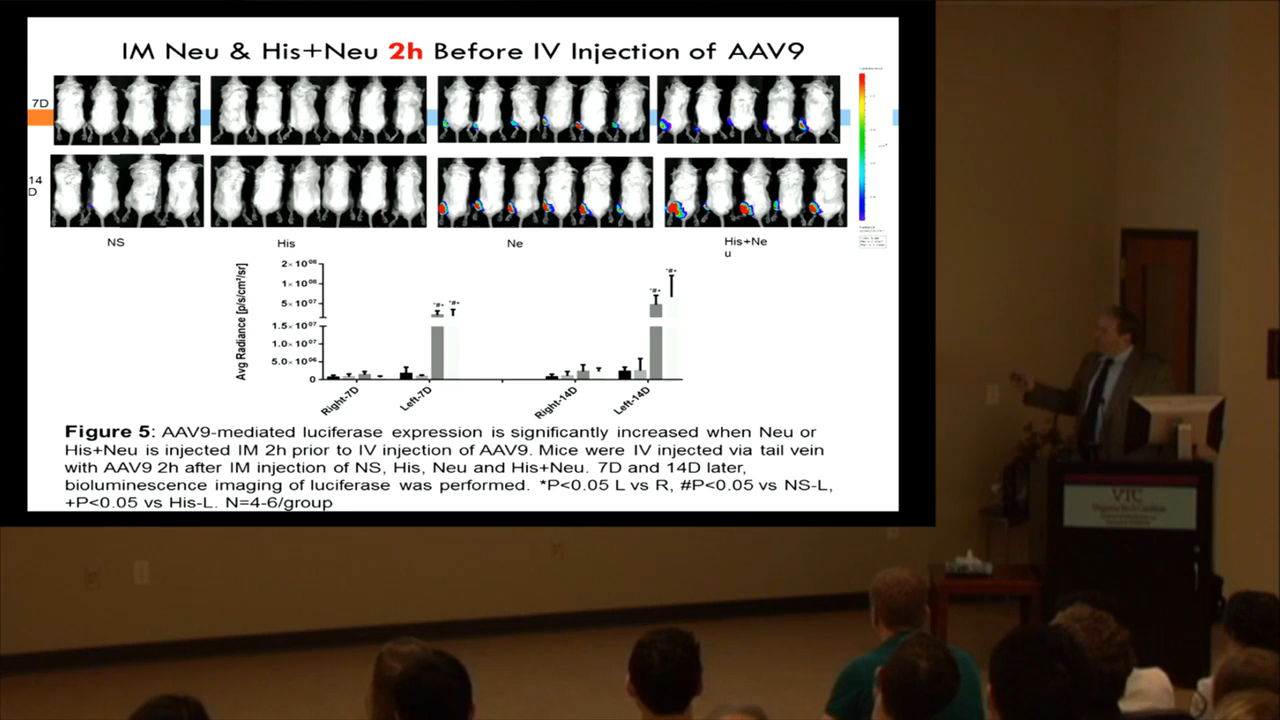 IM Neu & His+Neu 2h Before IV Injection of AAV9
7D
14
D
NS
His
Ne
His+Ne
u
Avg Radiance [p/s/cm²/sr]
2×10⁰⁸
1×10⁰⁸
5×10⁰⁷
1.5×10⁰⁷
1.0×10⁰⁷
5.0×10⁰⁶
0
*#+
*#+
*#+
*#+
Right-7D
Left-7D
Right-14D
Left-14D
Figure 5: AAV9-mediated luciferase expression is significantly increased when Neu or
His+Neu is injected IM 2h prior to IV injection of AAV9. Mice were IV injected via tail vein
with AAV9 2h after IM injection of NS, His, Neu and His+Neu. 7D and 14D later,
bioluminescence imaging of luciferase was performed. *P<0.05 L vs R, #P<0.05 vs NS-L,
+P<0.05 vs His-L. N=4-6/group
VTC